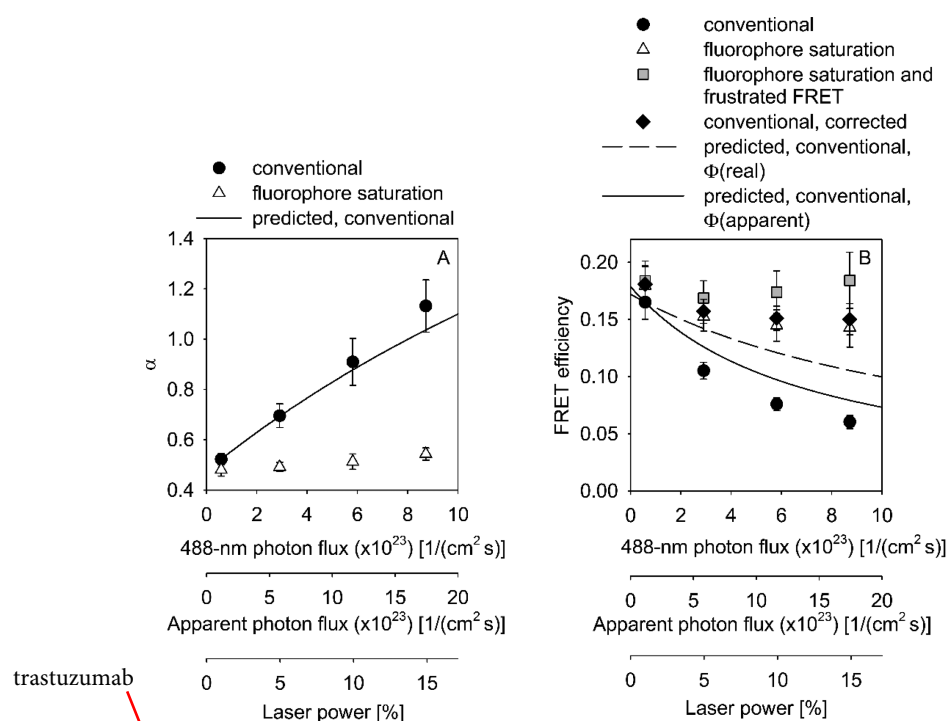 conventional
fluorophore saturation
fluorophore saturation and
frustrated FRET
conventional, corrected
predicted, conventional,
Φ(real)
predicted, conventional,
Φ(apparent)
conventional
fluorophore saturation
predicted, conventional
A
1.4
1.2
1.0
0.8
0.6
0.4
α
0 2 4 6 8 10
488-nm photon flux (x10²³) [1/(cm² s)]
0 5 10 15 20
Apparent photon flux (x10²³) [1/(cm² s)]
0 5 10 15
Laser power [%]
B
0.20
0.15
0.10
0.05
0.00
FRET efficiency
0 2 4 6 8 10
488-nm photon flux (x10²³) [1/(cm² s)]
0 5 10 15 20
Apparent photon flux (x10²³) [1/(cm² s)]
0 5 10 15
Laser power [%]
trastuzumab